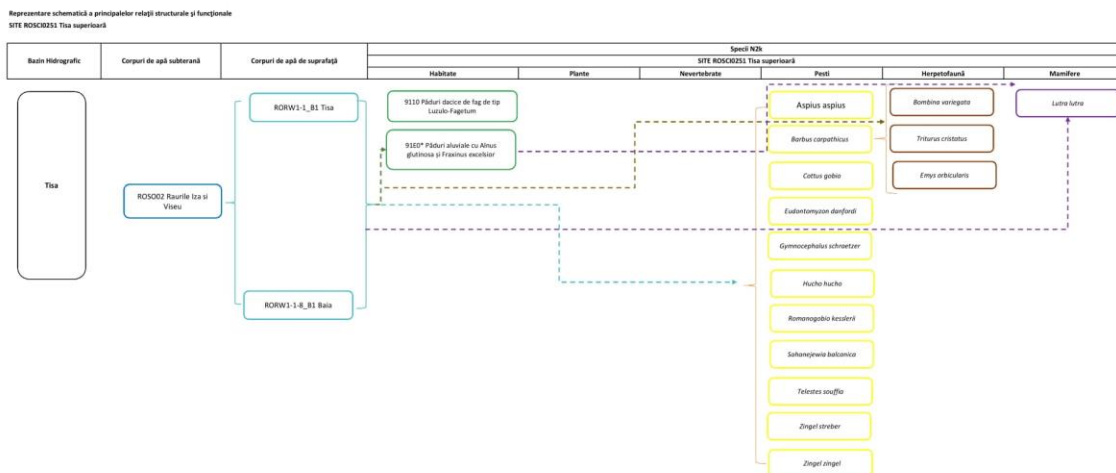 Reprezentare schematică a principalelor relații structurale și funcționale
SITE ROSCI0251 Tisa superioară
Bazin Hidrografic
Corpuri de apă subterană
Corpuri de apă de suprafață
Specii N2k
SITE ROSCI0251 Tisa superioară
Habitate
Plante
Nevertebrate
Pesti
Herpetofaună
Mamifere
Tisa
ROSO02 Raurile Iza si
Viseu
RORW1-1_B1 Tisa
RORW1-1-8_B1 Baia
9110 Păduri dacice de fag de tip
Luzulo-Fagetum
91E0* Păduri aluviale cu Alnus
glutinosa și Fraxinus excelsior
Aspius aspius
Barbus carpathicus
Cottus gobio
Eudontomyzon danfordi
Gymnocephalus schraetzer
Hucho hucho
Romanogobio kesslerii
Sabanejewia balcanica
Telestes souffia
Zingel streber
Zingel zingel
Bombina variegata
Triturus cristatus
Emys orbicularis
Lutra lutra